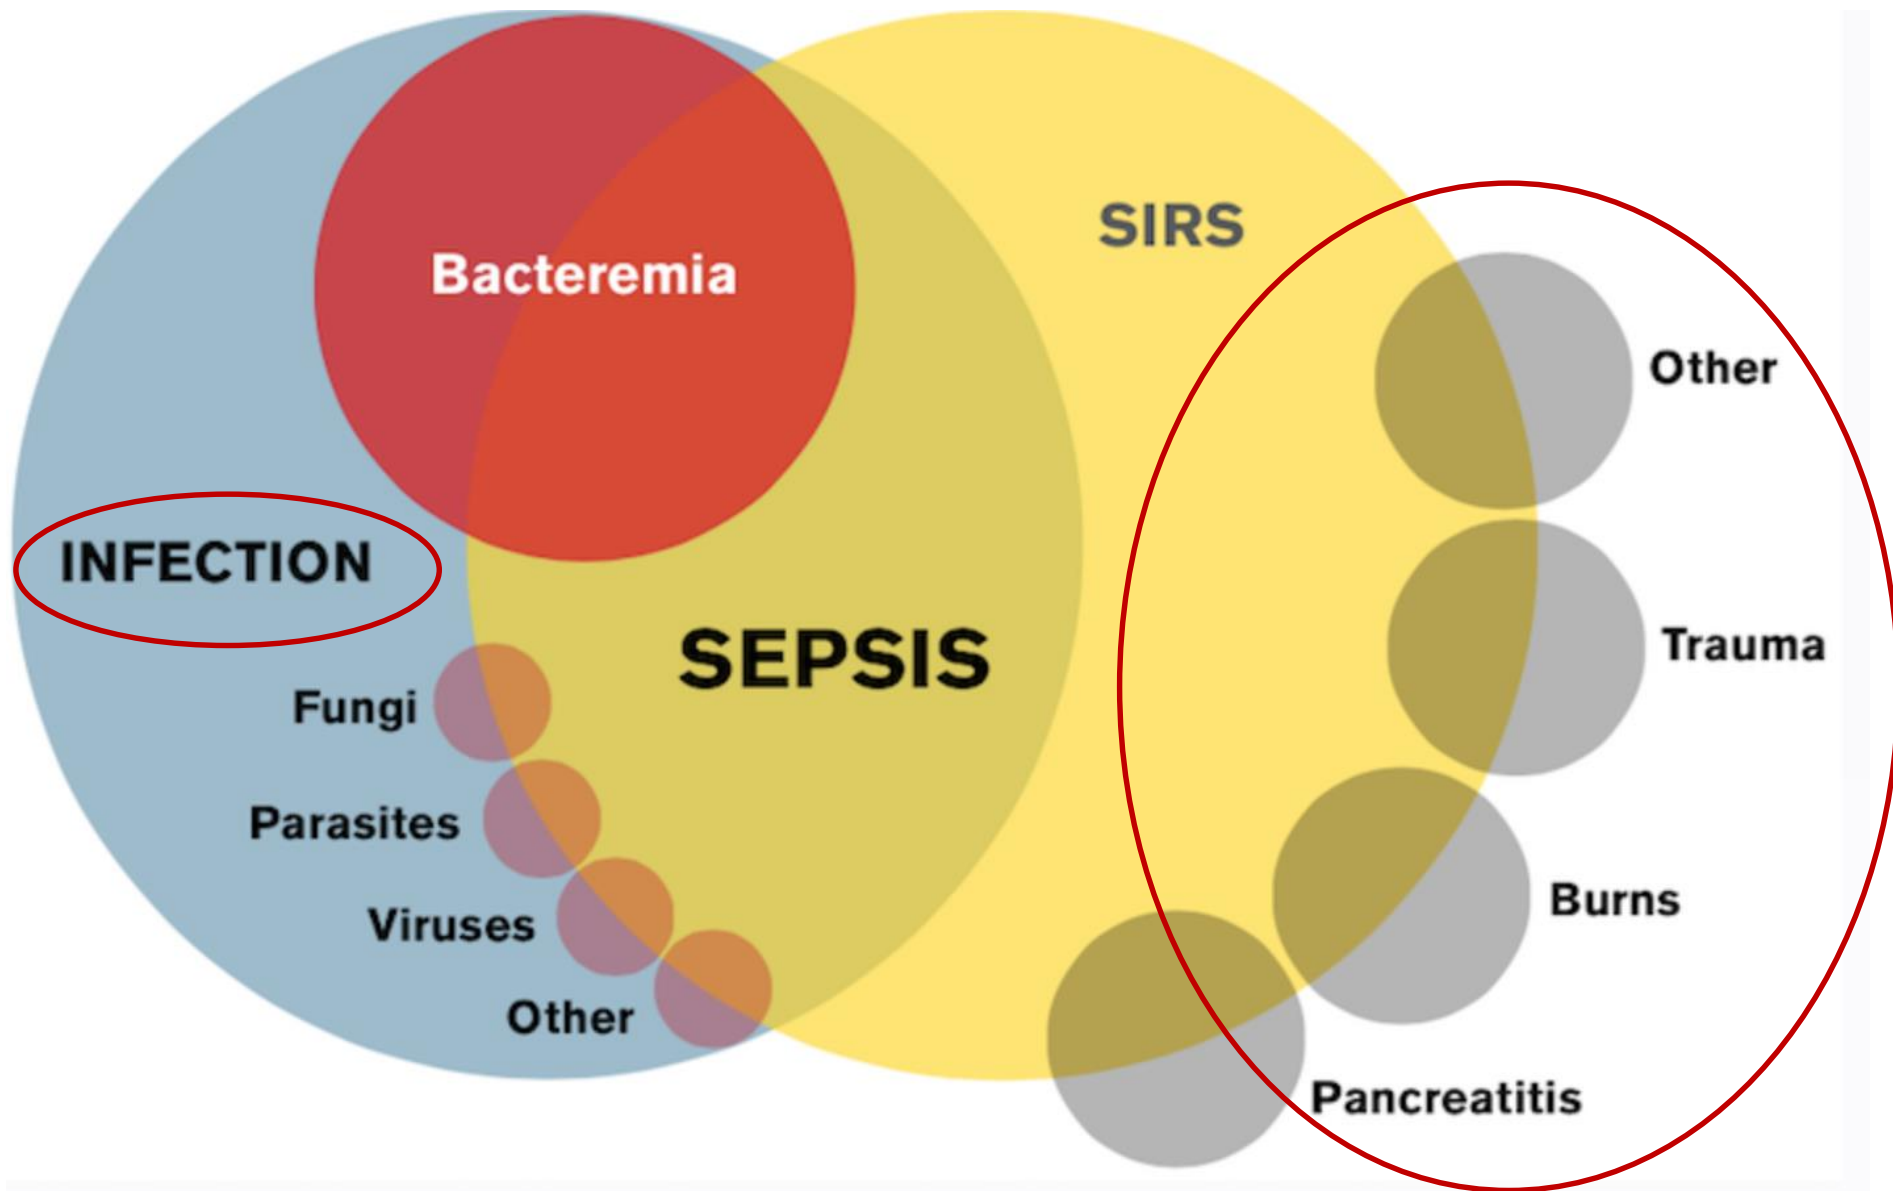 SIRS
Bacteremia
Other
INFECTION
Trauma
SEPSIS
Fungi
Parasites
Burns
Viruses
Other
Pancreatitis